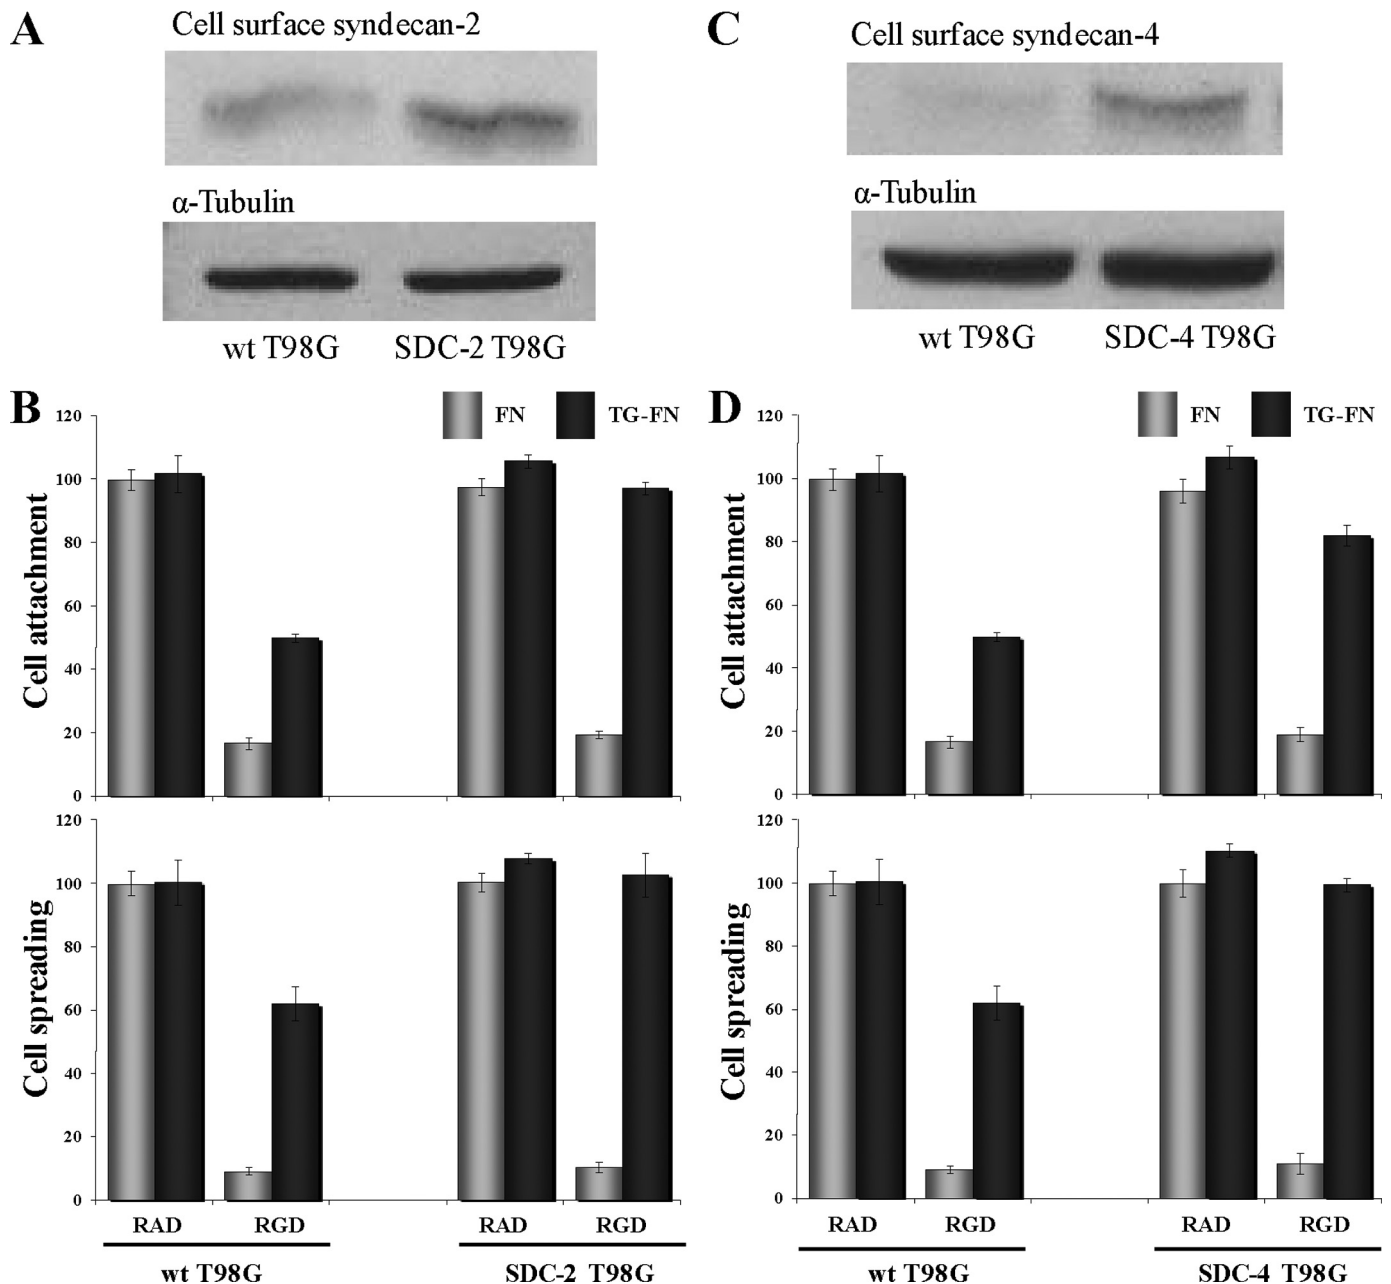 A
Cell surface syndecan-2
α-Tubulin
wt T98G SDC-2 T98G
C
Cell surface syndecan-4
α-Tubulin
wt T98G SDC-4 T98G
B
FN TG-FN
Cell attachment
120
100
80
60
40
20
0
Cell spreading
120
100
80
60
40
20
0
RAD RGD RAD RGD
wt T98G SDC-2 T98G
D
FN TG-FN
Cell attachment
120
100
80
60
40
20
0
Cell spreading
120
100
80
60
40
20
0
RAD RGD RAD RGD
wt T98G SDC-4 T98G